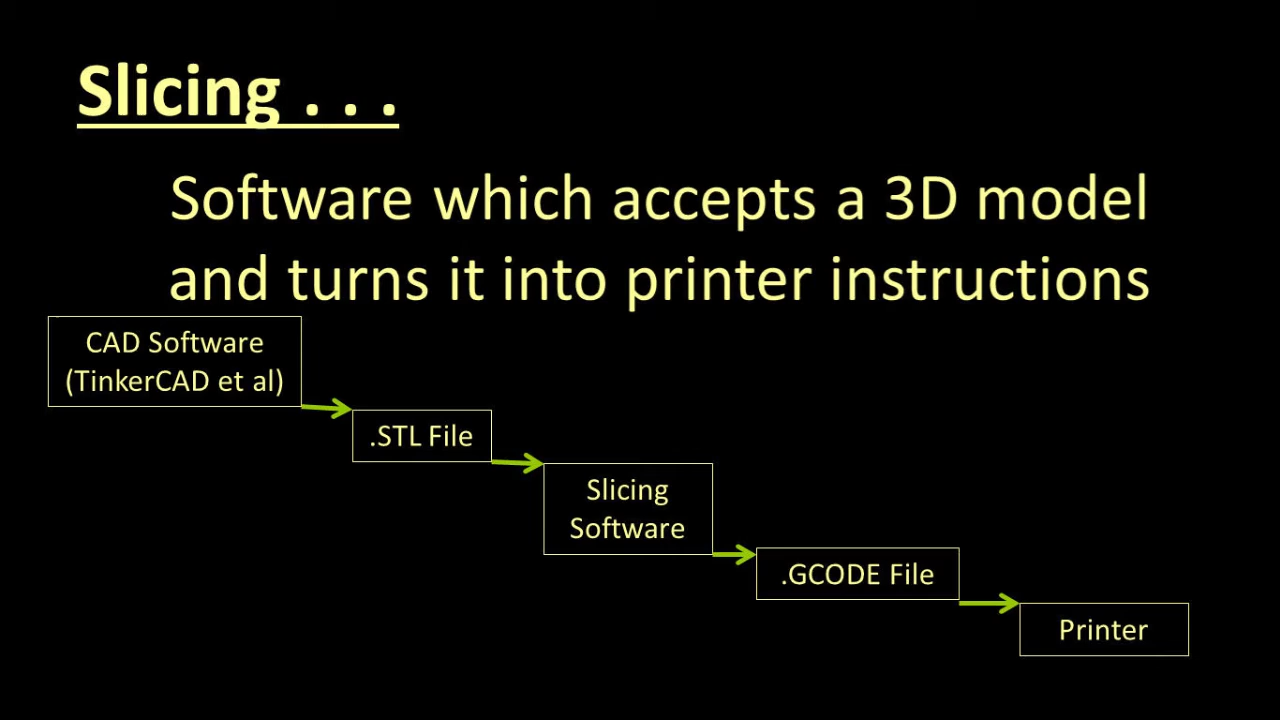 Slicing . . .
Software which accepts a 3D model
and turns it into printer instructions
CAD Software
(TinkerCAD et al)
.STL File
Slicing
Software
.GCODE File
Printer